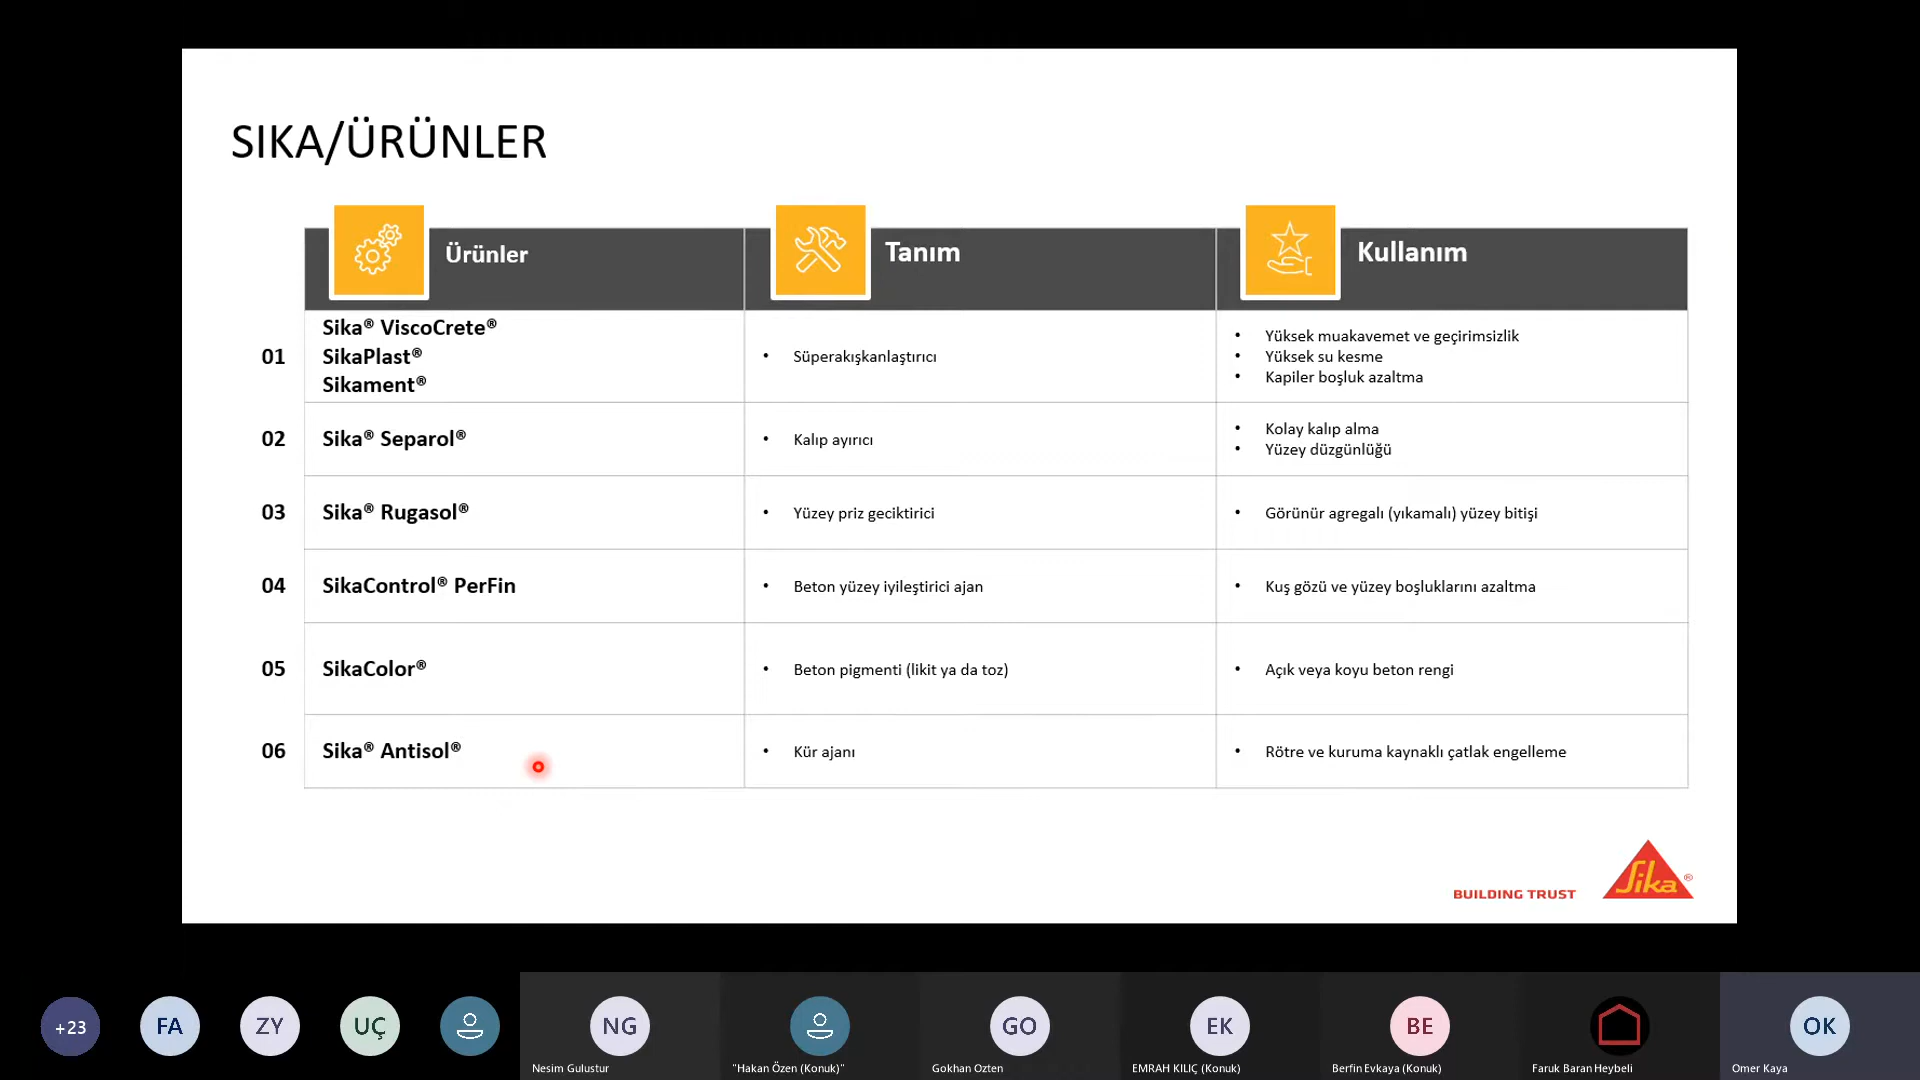 SIKA/ÜRÜNLER
Ürünler
Tanım
Kullanım
01
Sika® ViscoCrete®
SikaPlast®
Sikament®
• Süperakışkanlaştırıcı
• Yüksek muakavemet ve geçirimsizlik
• Yüksek su kesme
• Kapiler boşluk azaltma
02
Sika® Separol®
• Kalıp ayırıcı
• Kolay kalıp alma
• Yüzey düzgünlüğü
03
Sika® Rugasol®
• Yüzey priz geciktirici
• Görünür agregalı (yıkamalı) yüzey bitişi
04
SikaControl® PerFin
• Beton yüzey iyileştirici ajan
• Kuş gözü ve yüzey boşluklarını azaltma
05
SikaColor®
• Beton pigmenti (likit ya da toz)
• Açık veya koyu beton rengi
06
Sika® Antisol®
• Kür ajanı
• Rötre ve kuruma kaynaklı çatlak engelleme
BUILDING TRUST
Sika®
+23
FA
ZY
UÇ
NG
Nesim Gulustur
"Hakan Özen (Konuk)"
GO
Gokhan Ozten
EK
EMRAH KILIÇ (Konuk)
BE
Berfin Evkaya (Konuk)
Faruk Baran Heybeli
OK
Omer Kaya